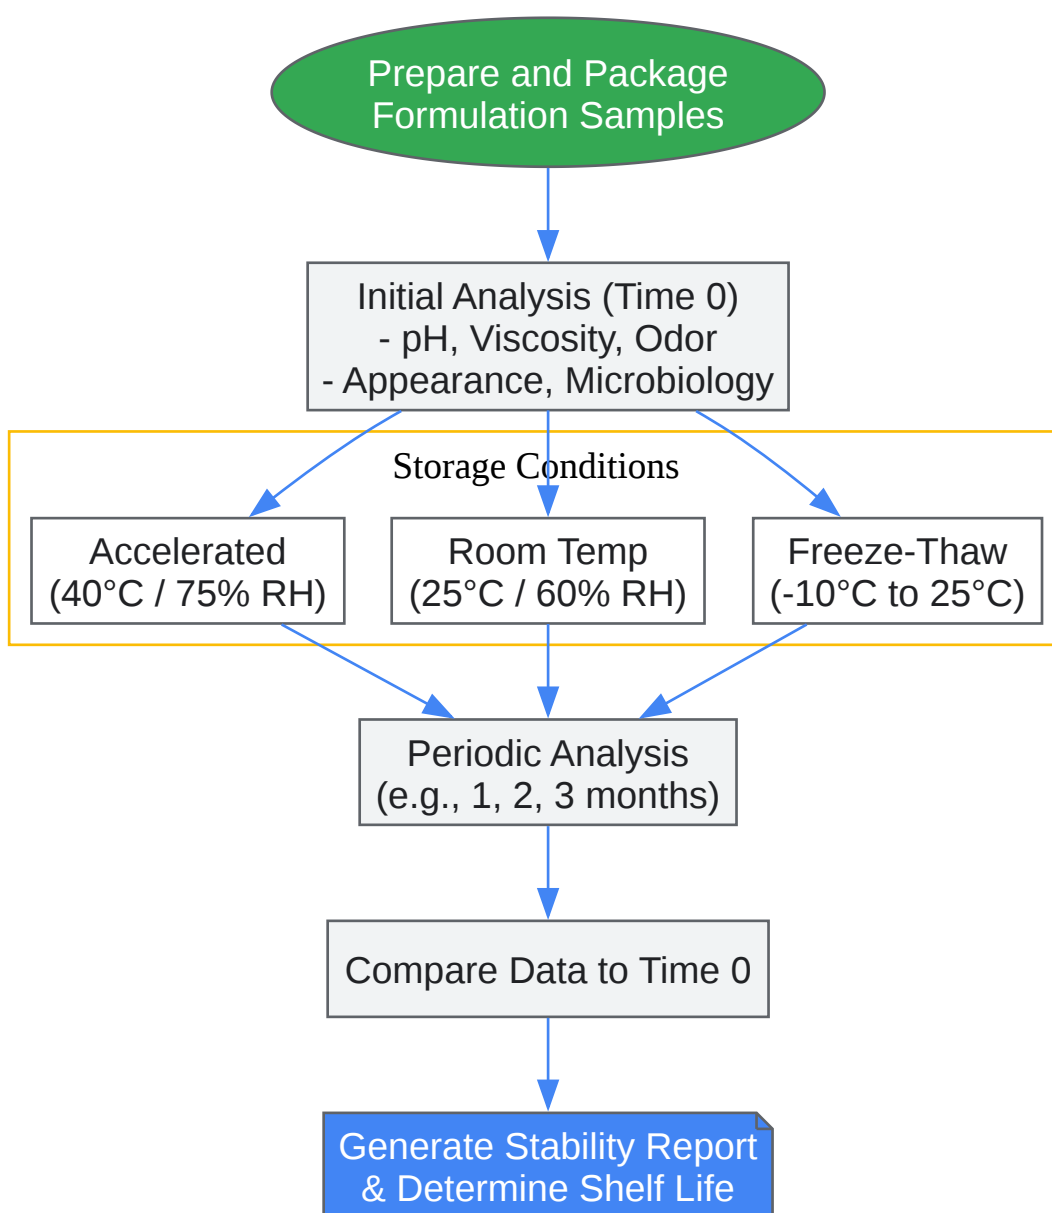 Prepare and Package
Formulation Samples
Initial Analysis (Time 0)
- pH, Viscosity, Odor
- Appearance, Microbiology
Storage Conditions
Accelerated
(40°C / 75% RH)
Room Temp
(25°C / 60% RH)
Freeze-Thaw
(-10°C to 25°C)
Periodic Analysis
(e.g., 1, 2, 3 months)
Compare Data to Time 0
Generate Stability Report
& Determine Shelf Life